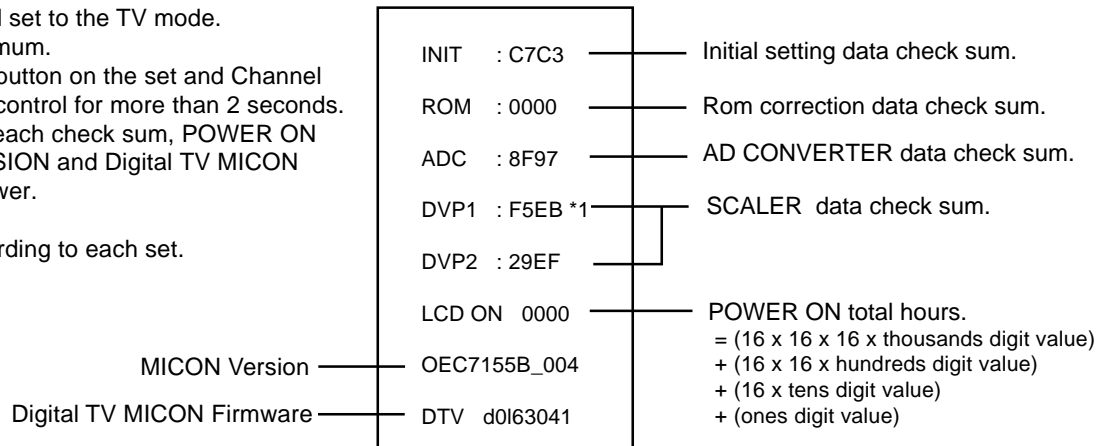 set to the TV mode.
mum.
button on the set and Channel
control for more than 2 seconds.
each check sum, POWER ON
SION and Digital TV MICON
wer.
rding to each set.
INIT : C7C3
Initial setting data check sum.
ROM : 0000
Rom correction data check sum.
ADC : 8F97
AD CONVERTER data check sum.
DVP1 : F5EB *1
SCALER data check sum.
DVP2 : 29EF
LCD ON 0000
POWER ON total hours.
= (16 x 16 x 16 x thousands digit value)
+ (16 x 16 x hundreds digit value)
+ (16 x tens digit value)
+ (ones digit value)
MICON Version
OEC7155B_004
Digital TV MICON Firmware
DTV d0l63041